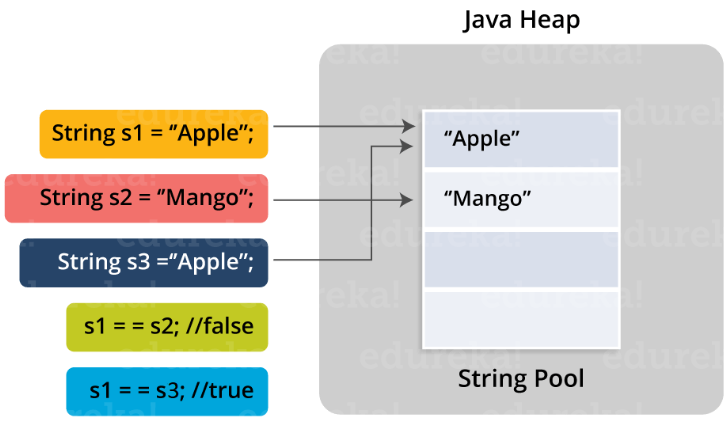 Java Heap
String s1 = “Apple”;
String s2 = “Mango”;
String s3 =“Apple”;
s1 = = s2; //false
s1 = = s3; //true
“Apple”
“Mango”
String Pool
edureka!